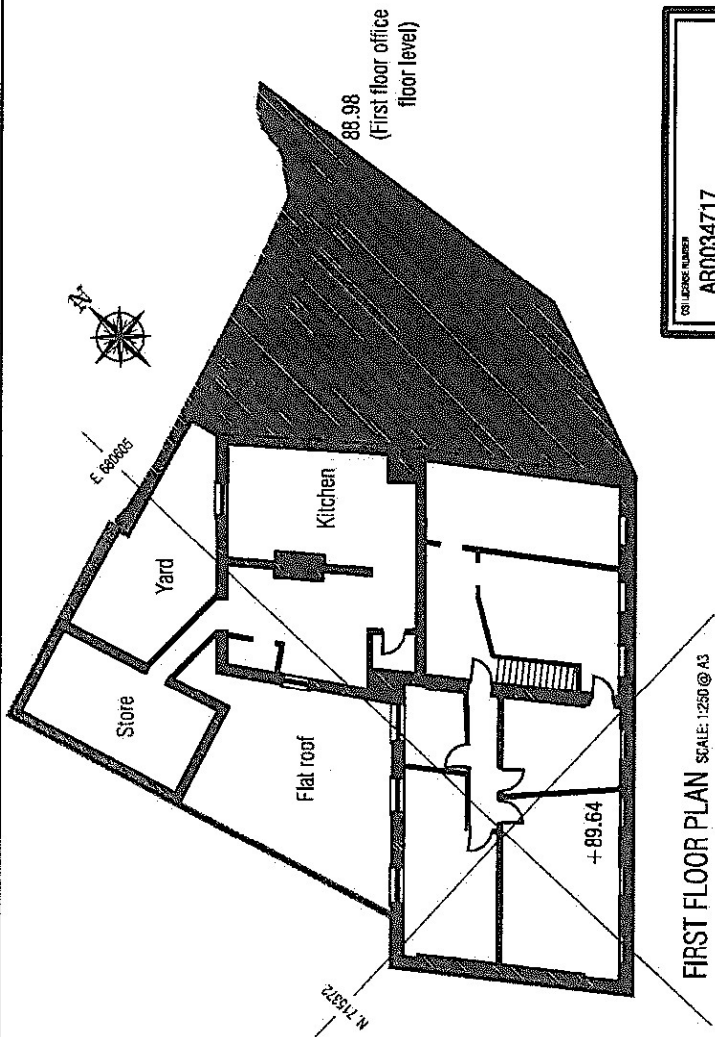 N
88.98
(First floor office
floor level)
E. 680605
Yard
Kitchen
Store
Flat roof
+89.64
N. 715372
FIRST FLOOR PLAN SCALE: 1:250 @ A3
OSI LICENSE NUMBER
AR0034717